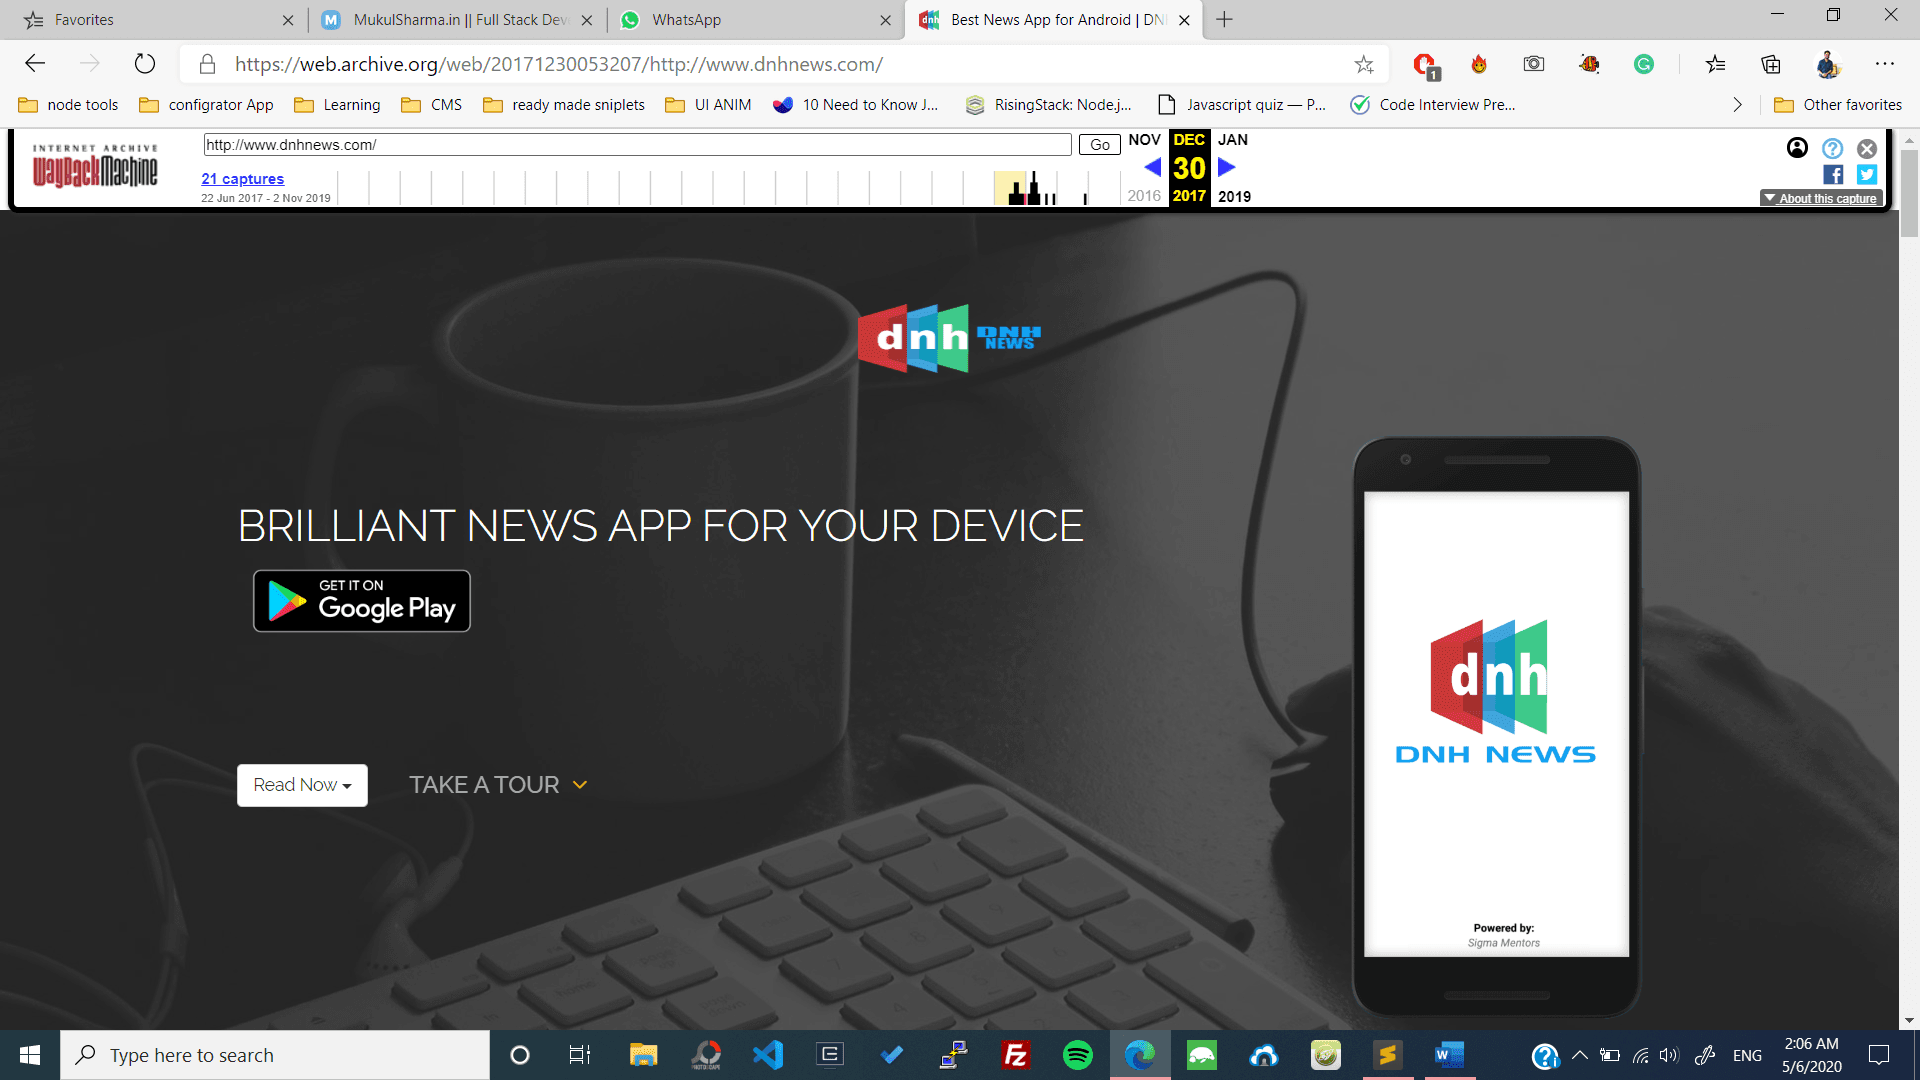 Favorites
MukulSharma.in || Full Stack Deve
WhatsApp
Best News App for Android | DNH
https://web.archive.org/web/20171230053207/http://www.dnhnews.com/
1
node tools
configrator App
Learning
CMS
ready made sniplets
UI ANIM
10 Need to Know J...
RisingStack: Node.j...
Javascript quiz — P...
Code Interview Pre...
Other favorites
INTERNET ARCHIVE
WayBackMachine
http://www.dnhnews.com/
Go
NOV DEC JAN
21 captures
30
22 Jun 2017 - 2 Nov 2019
2016 2017 2019
About this capture
dnh DNH
NEWS
BRILLIANT NEWS APP FOR YOUR DEVICE
GET IT ON
Google Play
dnh
DNH NEWS
Read Now
TAKE A TOUR
Powered by:
Sigma Mentors
Type here to search
ENG
2:06 AM
5/6/2020